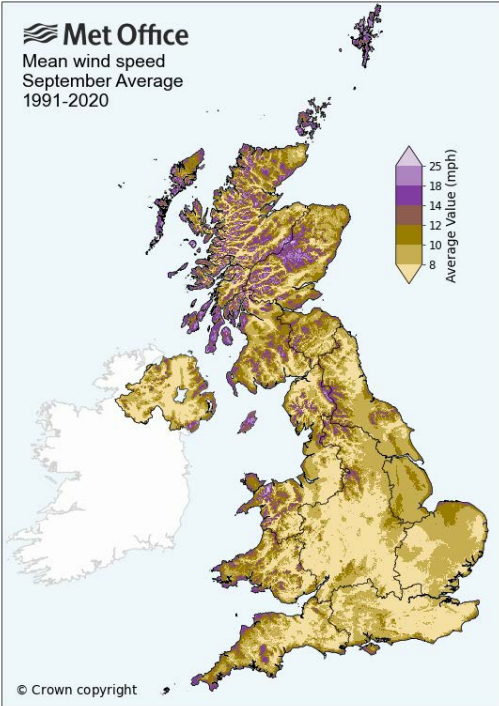 Met Office
Mean wind speed
September Average
1991-2020
25
18
14
12
10
8
Average Value (mph)
© Crown copyright